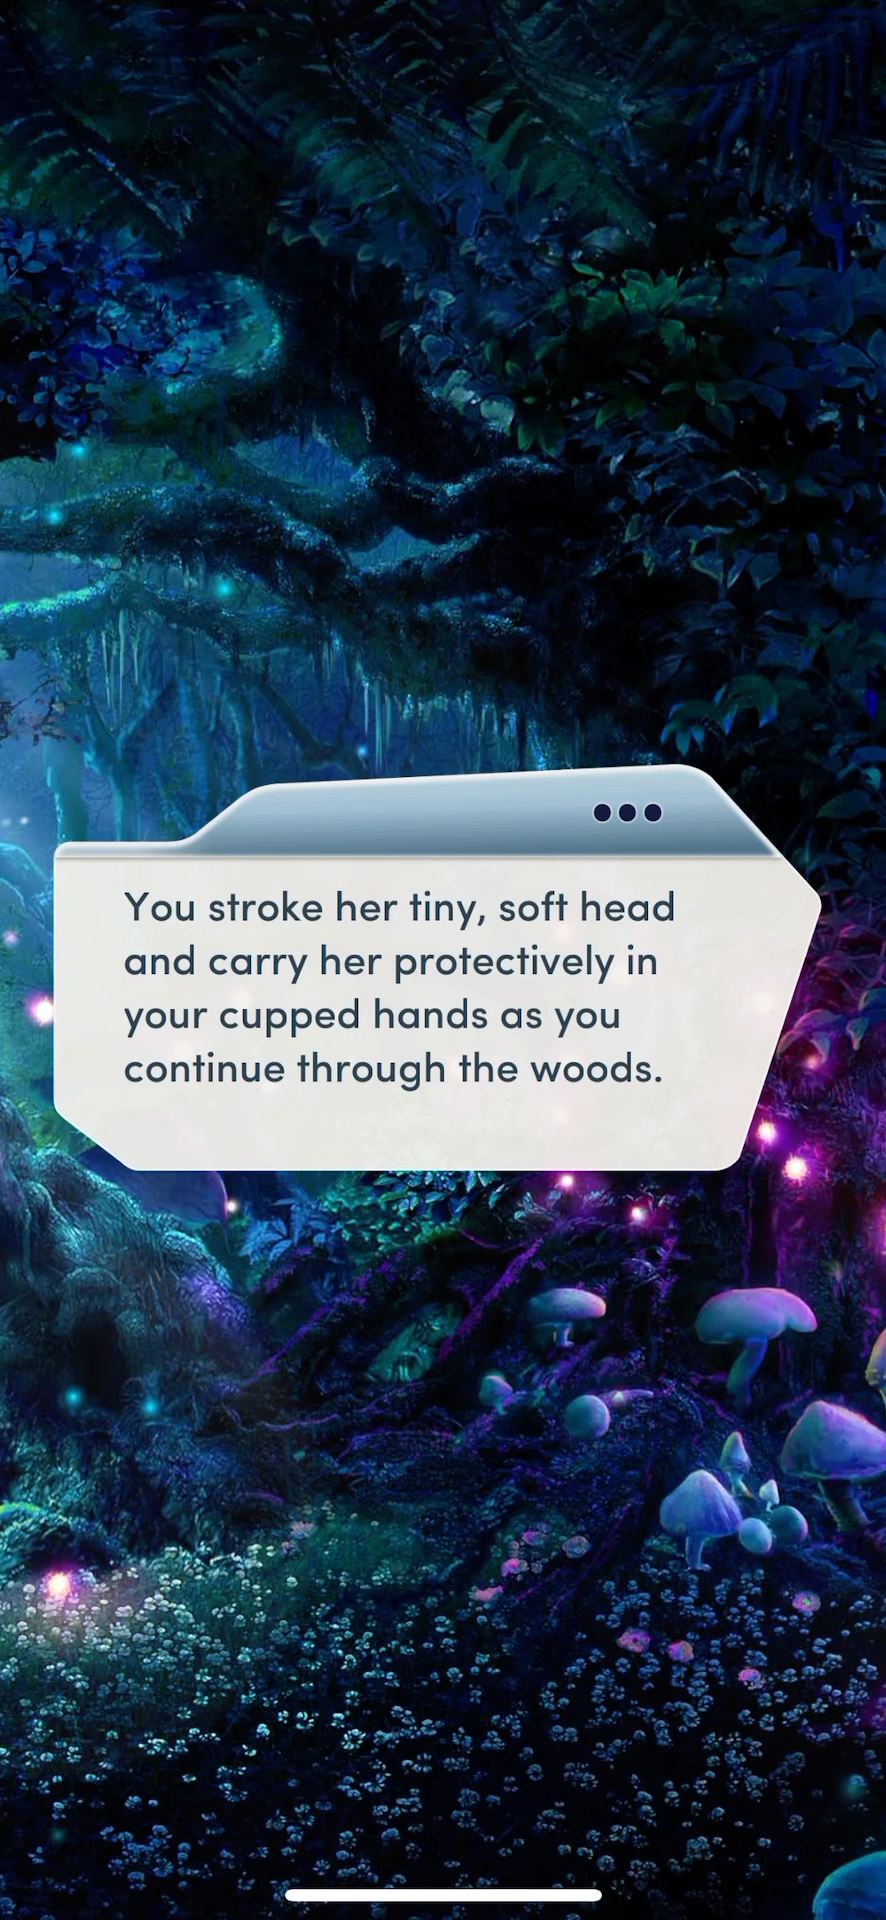 You stroke her tiny, soft head
and carry her protectively in
your cupped hands as you
continue through the woods.